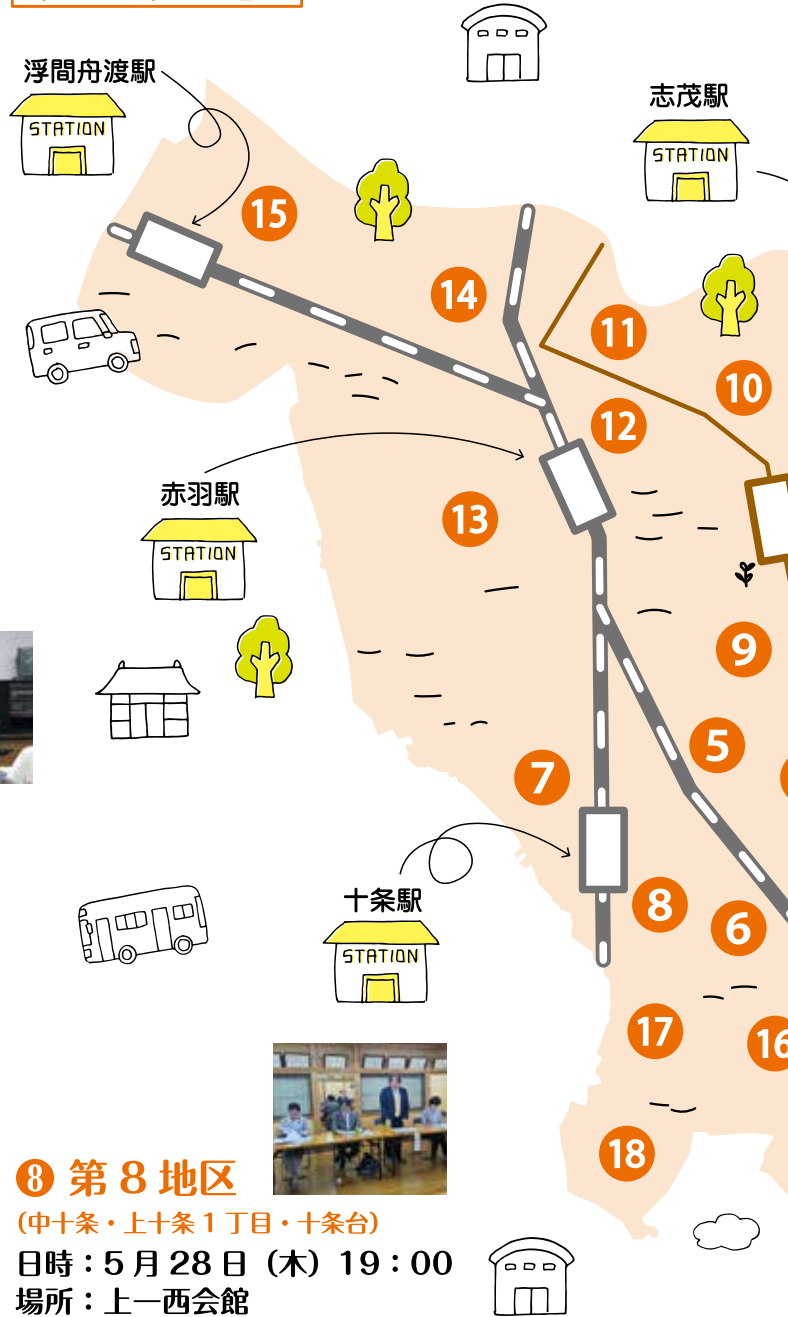 浮間舟渡駅
STATION
志茂駅
STATION
15
14
11
10
12
赤羽駅
STATION
13
9
5
7
十条駅
STATION
8
6
17
16
18
8 第8地区
（中十条・上十条1丁目・十条台）
日時：5月28日（木）19：00
場所：上一西会館